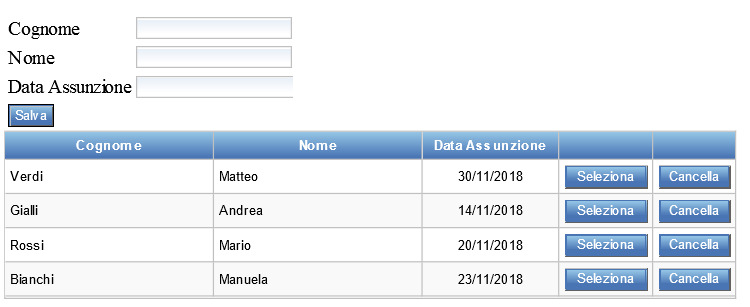 Cognome
Nome
Data Assunzione
Salva
Cognome Nome Data Assunzione
Verdi Matteo 30/11/2018 Seleziona Cancella
Gialli Andrea 14/11/2018 Seleziona Cancella
Rossi Mario 20/11/2018 Seleziona Cancella
Bianchi Manuela 23/11/2018 Seleziona Cancella